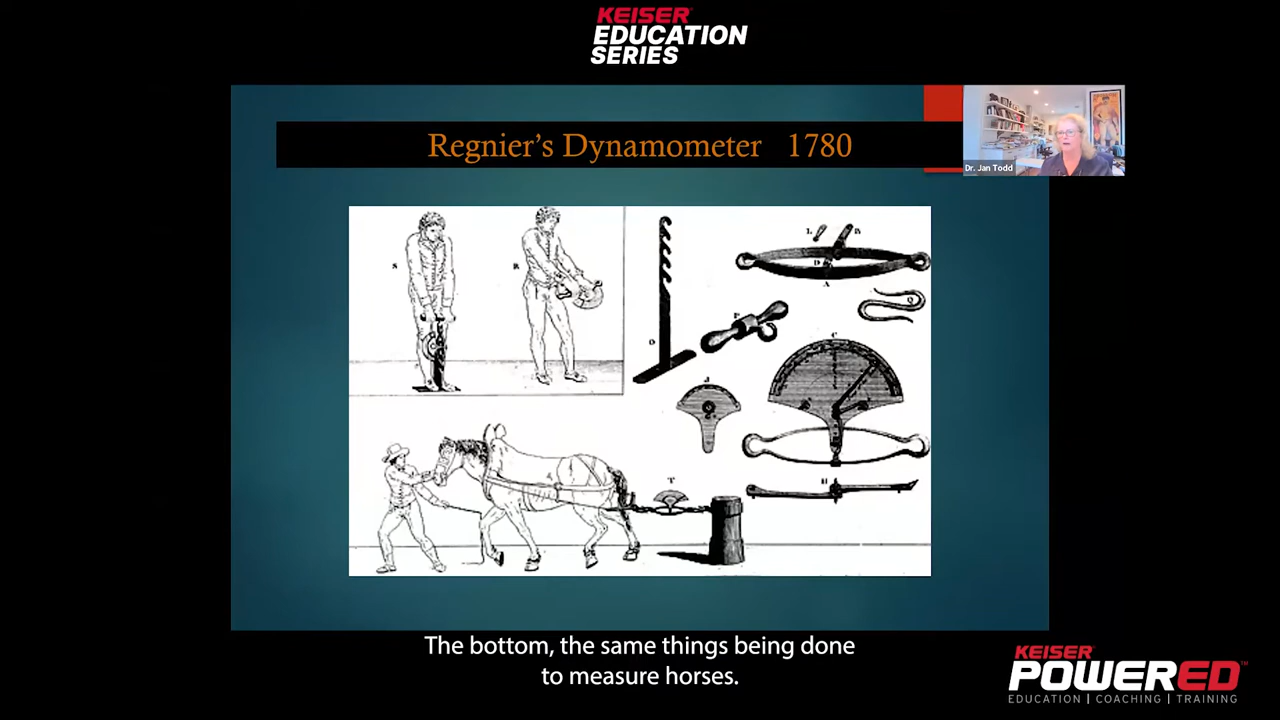 KEISER
EDUCATION
SERIES
Regnier's Dynamometer 1780
Dr. Jan Todd
S
R
O
P
L
B
D
A
Q
C
J
T
H
The bottom, the same things being done
to measure horses.
KEISER
POWERED™
EDUCATION | COACHING | TRAINING